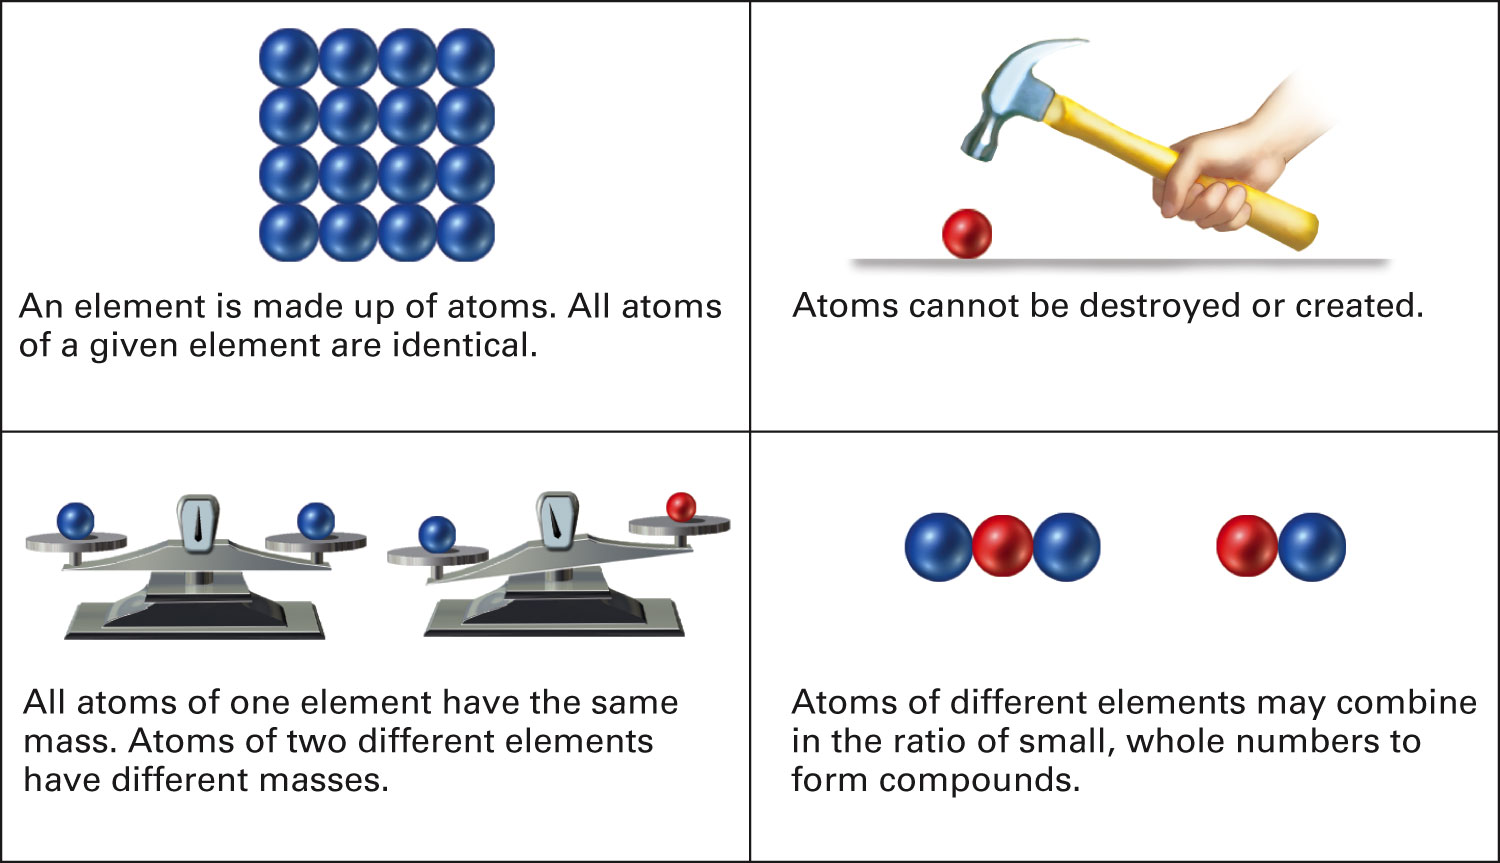 An element is made up of atoms. All atoms
of a given element are identical.
Atoms cannot be destroyed or created.
All atoms of one element have the same
mass. Atoms of two different elements
have different masses.
Atoms of different elements may combine
in the ratio of small, whole numbers to
form compounds.